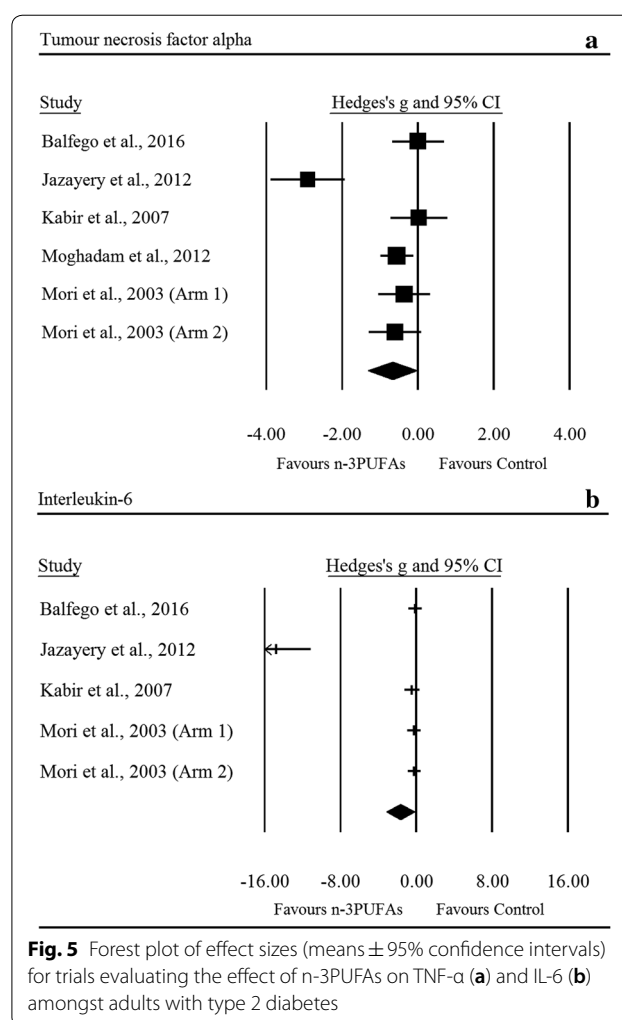 Tumour necrosis factor alpha a
Study Hedges's g and 95% CI
Balfego et al., 2016
Jazayery et al., 2012
Kabir et al., 2007
Moghadam et al., 2012
Mori et al., 2003 (Arm 1)
Mori et al., 2003 (Arm 2)
-4.00 -2.00 0.00 2.00 4.00
Favours n-3PUFAs Favours Control
Interleukin-6 b
Study Hedges's g and 95% CI
Balfego et al., 2016
Jazayery et al., 2012
Kabir et al., 2007
Mori et al., 2003 (Arm 1)
Mori et al., 2003 (Arm 2)
-16.00 -8.00 0.00 8.00 16.00
Favours n-3PUFAs Favours Control
Fig. 5 Forest plot of effect sizes (means ± 95% confidence intervals)
for trials evaluating the effect of n-3PUFAs on TNF-α (a) and IL-6 (b)
amongst adults with type 2 diabetes